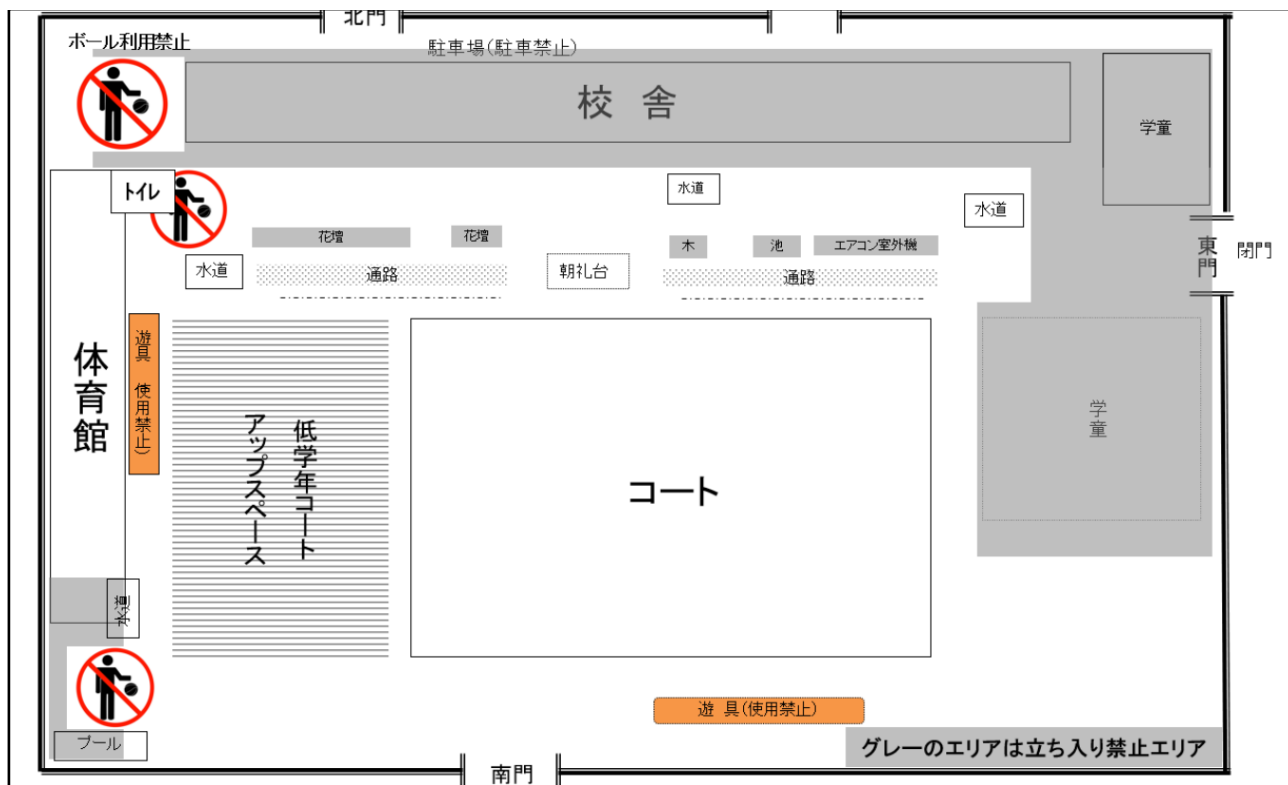 北門
ボール利用禁止
駐車場(駐車禁止)
校 舎
学童
トイレ
水道
水道
花壇
花壇
木
池
エアコン室外機
東門
閉門
水道
朝礼台
通路
通路
遊具 使用禁止)
体育館
低学年コート
アップスペース
コート
学童
水道
遊 具(使用禁止)
プール
グレーのエリアは立ち入り禁止エリア
南門